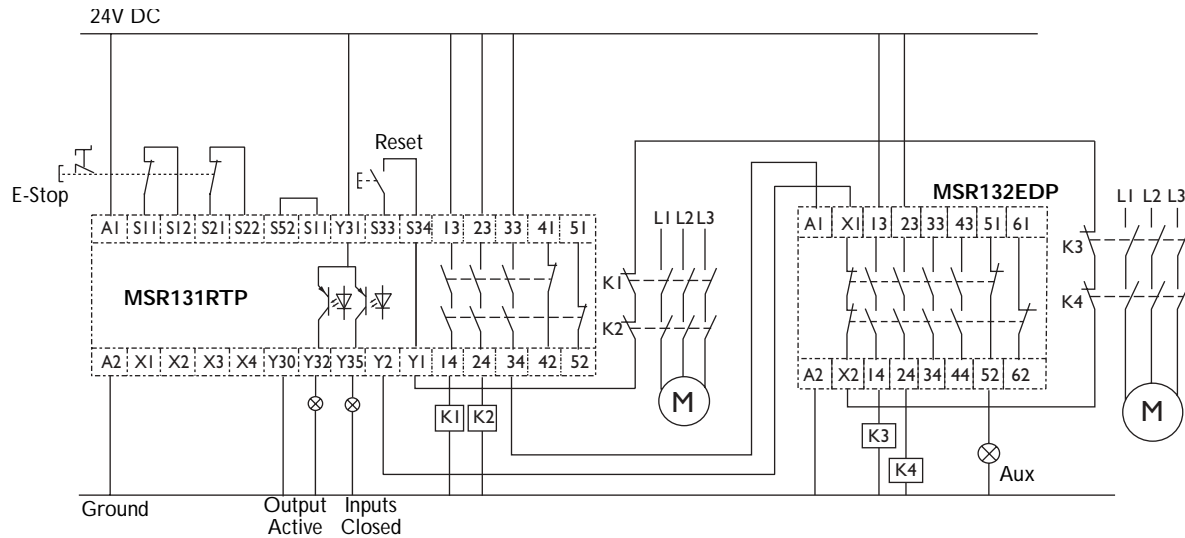 24V DC
Reset
E-Stop
MSR132EDP
A1 S11 S12 S21 S22 S52 S11 Y31 S33 S34 13 23 33 41 51
L1 L2 L3
A1 X1 13 23 33 43 51 61
L1 L2 L3
K3
K1
MSR131RTP
K4
K2
A2 X1 X2 X3 X4 Y30 Y32 Y35 Y2 Y1 14 24 34 42 52
A2 X2 14 24 34 44 52 62
M
M
K1 K2
K3
K4
Aux
Ground
Output Active
Inputs Closed